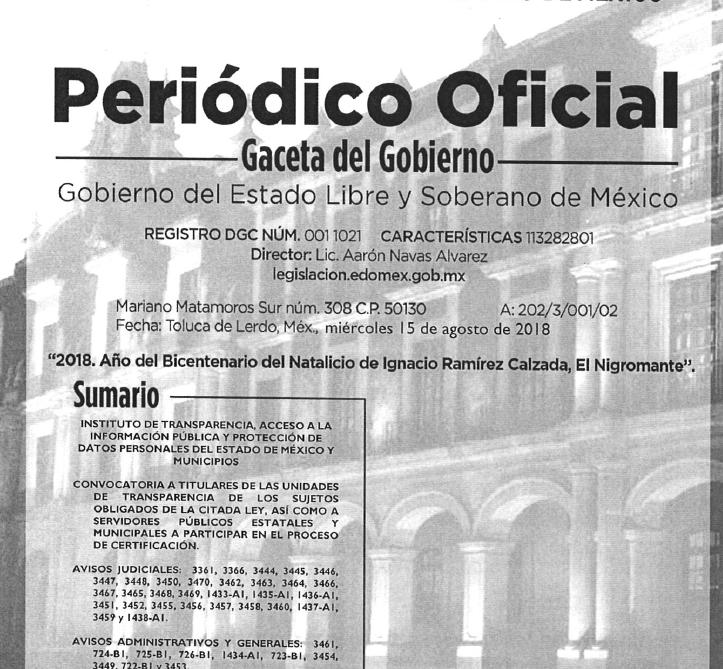 Periódico Oficial
Gaceta del Gobierno
Gobierno del Estado Libre y Soberano de México
REGISTRO DGC NÚM. 001 1021 CARACTERÍSTICAS 113282801
Director: Lic. Aarón Navas Alvarez
legislacion.edomex.gob.mx
Mariano Matamoros Sur núm. 308 C.P. 50130 A: 202/3/001/02
Fecha: Toluca de Lerdo, Méx., miércoles 15 de agosto de 2018
“2018. Año del Bicentenario del Natalicio de Ignacio Ramírez Calzada, El Nigromante”.
Sumario
INSTITUTO DE TRANSPARENCIA, ACCESO A LA
INFORMACIÓN PÚBLICA Y PROTECCIÓN DE
DATOS PERSONALES DEL ESTADO DE MÉXICO Y
MUNICIPIOS
CONVOCATORIA A TITULARES DE LAS UNIDADES
DE TRANSPARENCIA DE LOS SUJETOS
OBLIGADOS DE LA CITADA LEY, ASÍ COMO A
SERVIDORES PÚBLICOS ESTATALES Y
MUNICIPALES A PARTICIPAR EN EL PROCESO
DE CERTIFICACIÓN.
AVISOS JUDICIALES: 3361, 3366, 3444, 3445, 3446,
3447, 3448, 3450, 3470, 3462, 3463, 3464, 3466,
3467, 3465, 3468, 3469, 1433-A1, 1435-A1, 1436-A1,
3451, 3452, 3455, 3456, 3457, 3458, 3460, 1437-A1,
3459 y 1438-A1.
AVISOS ADMINISTRATIVOS Y GENERALES: 3461,
724-B1, 725-B1, 726-B1, 1434-A1, 723-B1, 3454,
3449, 722-B1 y 3453.